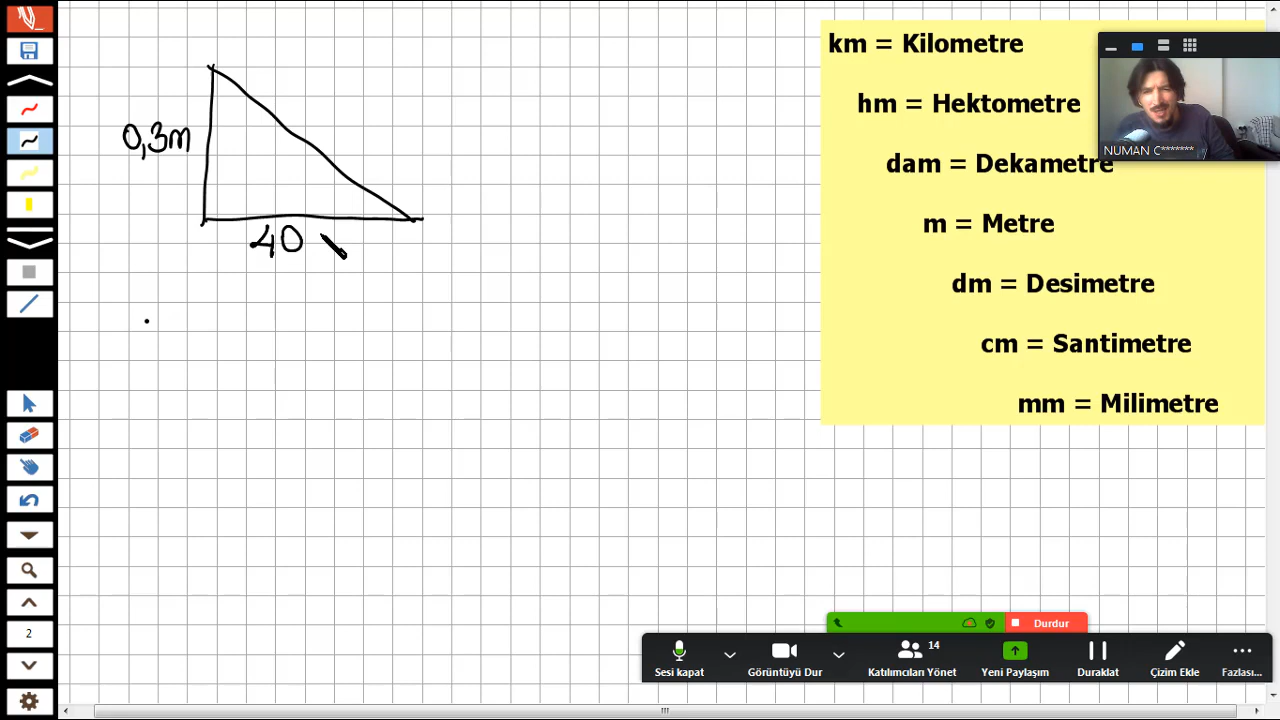 0,3m
40
km = Kilometre
hm = Hektometre
dam = Dekametre
m = Metre
dm = Desimetre
cm = Santimetre
mm = Milimetre
NUMAN C*******
2
Durdur
14
Sesi kapat
Görüntüyü Dur
Katılımcıları Yönet
Yeni Paylaşım
Duraklat
Çizim Ekle
Fazlası...